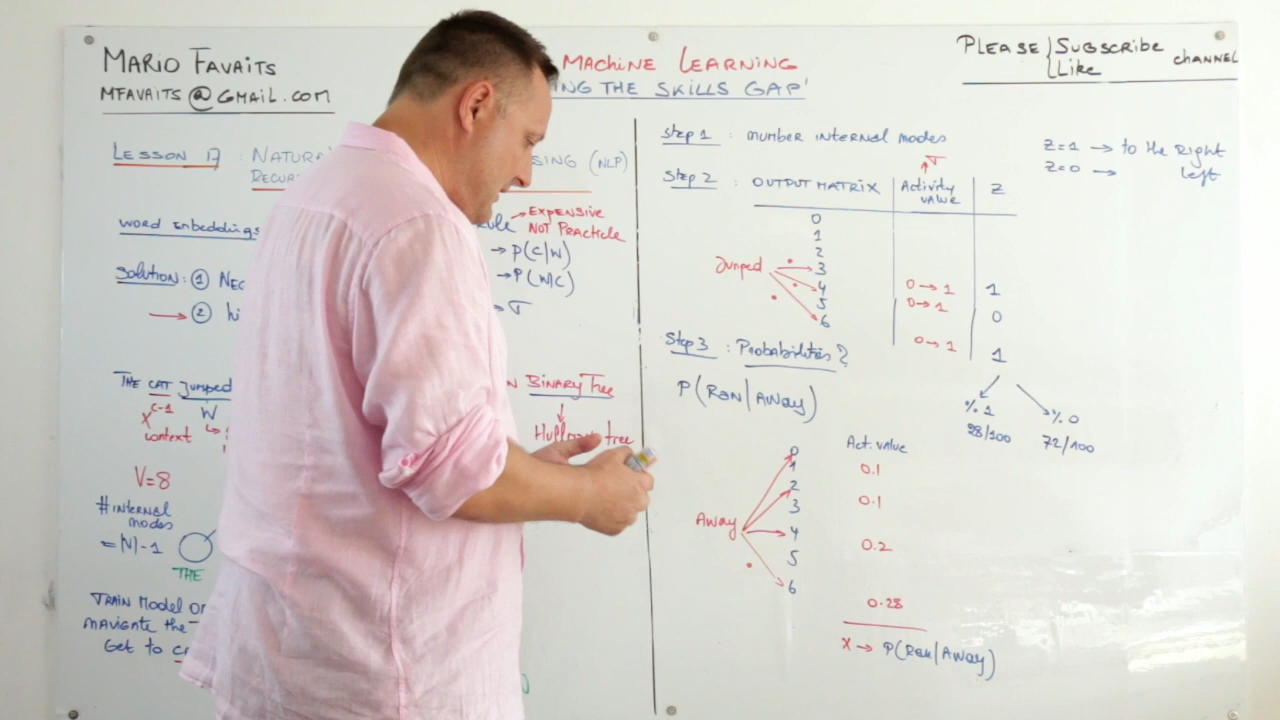 MARIO FAVAITS
MFAVAITS @ GMAIL.COM
MACHINE LEARNING
ING THE SKILLS GAP'
PLEASE SUBSCRIBE
LIKE
CHANNEL
LESSON 17 : NATURA
SING (NLP)
RECUR
WORD EMBEDDINGS
EXPENSIVE
NOT PRACTICLE
→ P(C/W)
→ P(W/C)
→ σ
SOLUTION: ① NEG
→ ② hi
THE CAT JUMPED
BINARY TREE
C-1
W
X
context
Huffman tree
V=8
#internal
nodes
= |V|-1
THE
TRAIN MODEL
NAVIGATE the
Get to
Step 1 : number internal nodes
Z=1 → to the Right
Z=0 → left
σ
Step 2 : OUTPUT MATRIX
Activity value
Z
0
1
2
Jumped
3
4 0→1 1
5 0→1 0
6 0→1 1
Step 3 : Probabilities?
P(Ran/Away)
% 1
28/100
% 0
72/100
Act. value
0 0.1
1
2 0.1
3
Away
4 0.2
5
6
0.28
X → P(Ran/Away)